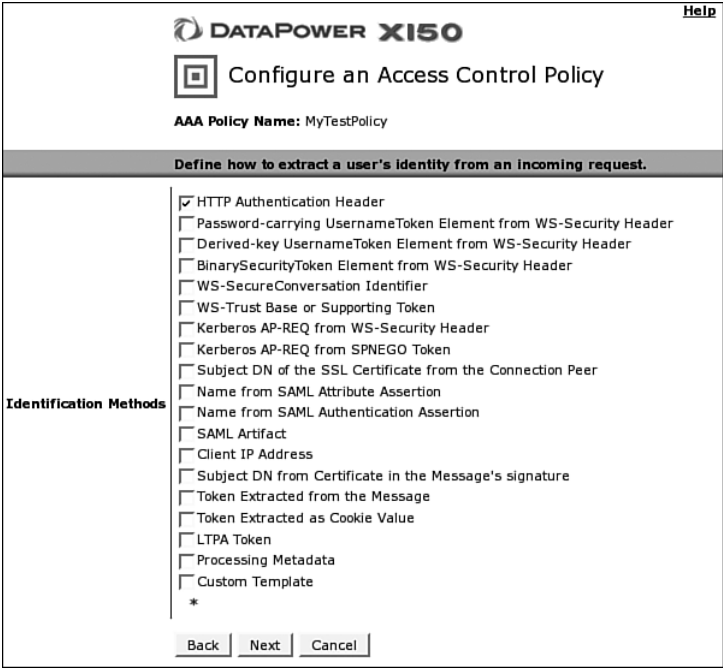 Help
DATAPOWER XI50
Configure an Access Control Policy
AAA Policy Name: MyTestPolicy
Define how to extract a user's identity from an incoming request.
Identification Methods
HTTP Authentication Header
Password-carrying UsernameToken Element from WS-Security Header
Derived-key UsernameToken Element from WS-Security Header
BinarySecurityToken Element from WS-Security Header
WS-SecureConversation Identifier
WS-Trust Base or Supporting Token
Kerberos AP-REQ from WS-Security Header
Kerberos AP-REQ from SPNEGO Token
Subject DN of the SSL Certificate from the Connection Peer
Name from SAML Attribute Assertion
Name from SAML Authentication Assertion
SAML Artifact
Client IP Address
Subject DN from Certificate in the Message's signature
Token Extracted from the Message
Token Extracted as Cookie Value
LTPA Token
Processing Metadata
Custom Template
*
Back Next Cancel